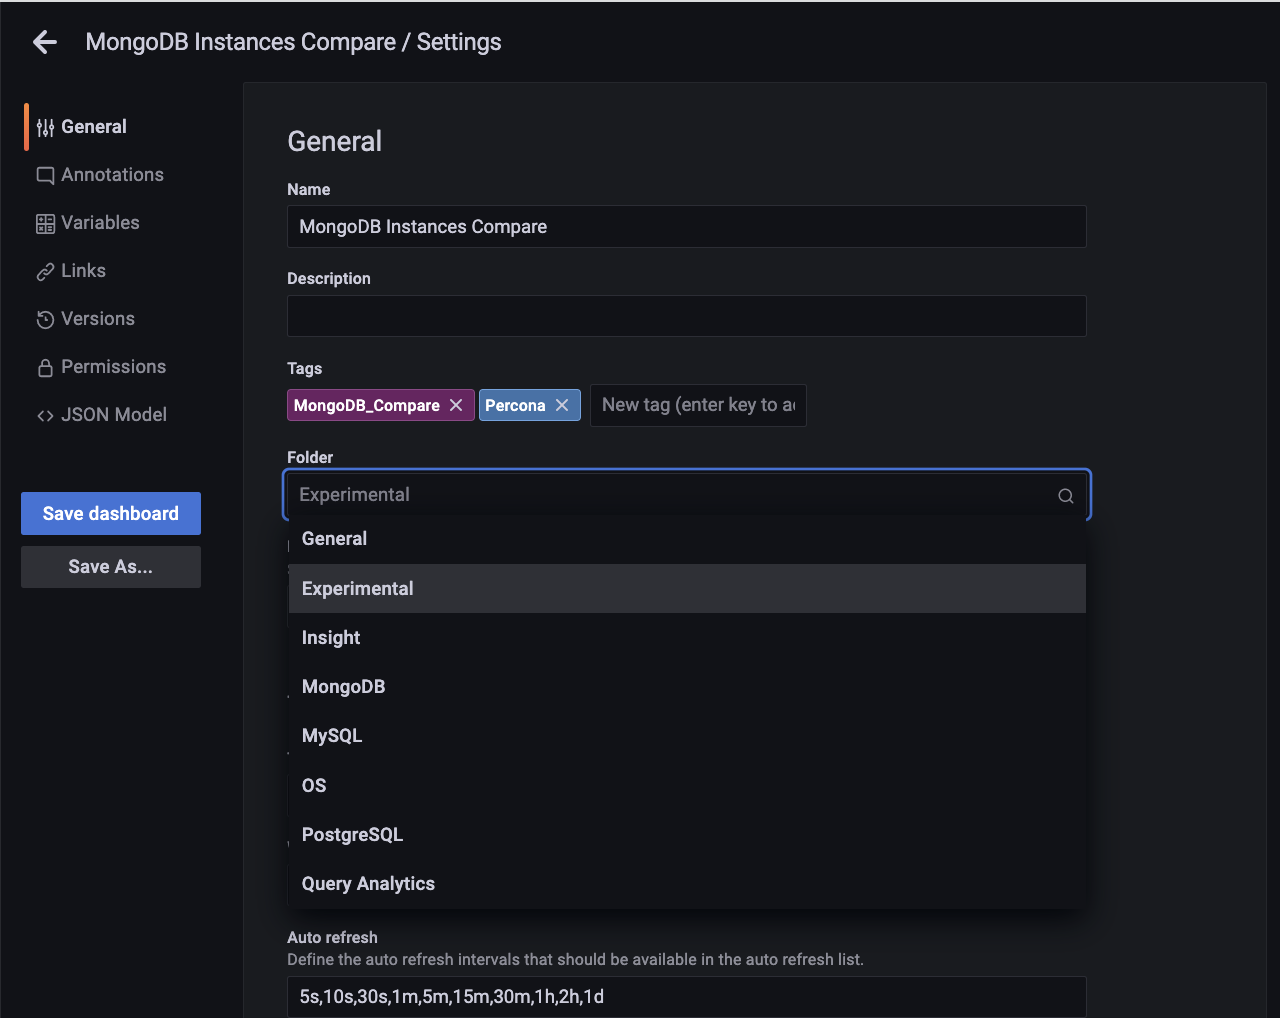 MongoDB Instances Compare / Settings
General
Annotations
Variables
Links
Versions
Permissions
JSON Model
Save dashboard
Save As...
General
Name
MongoDB Instances Compare
Description
Tags
MongoDB_Compare
Percona
New tag (enter key to
Folder
Experimental
General
Experimental
Insight
MongoDB
MySQL
OS
PostgreSQL
Query Analytics
Auto refresh
Define the auto refresh intervals that should be available in the auto refresh list.
5s,10s,30s,1m,5m,15m,30m,1h,2h,1d